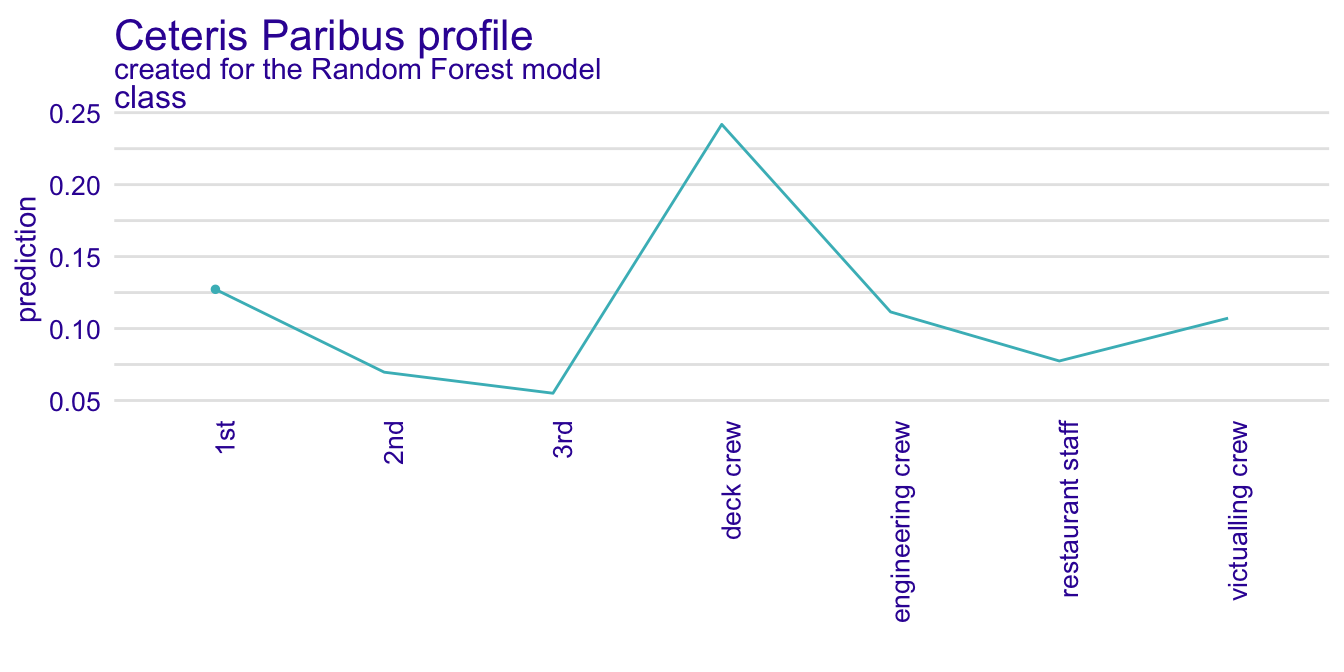 Ceteris Paribus profile
created for the Random Forest model
class
0.25
0.20
0.15
0.10
0.05
prediction
1st
2nd
3rd
deck crew
engineering crew
restaurant staff
victualling crew